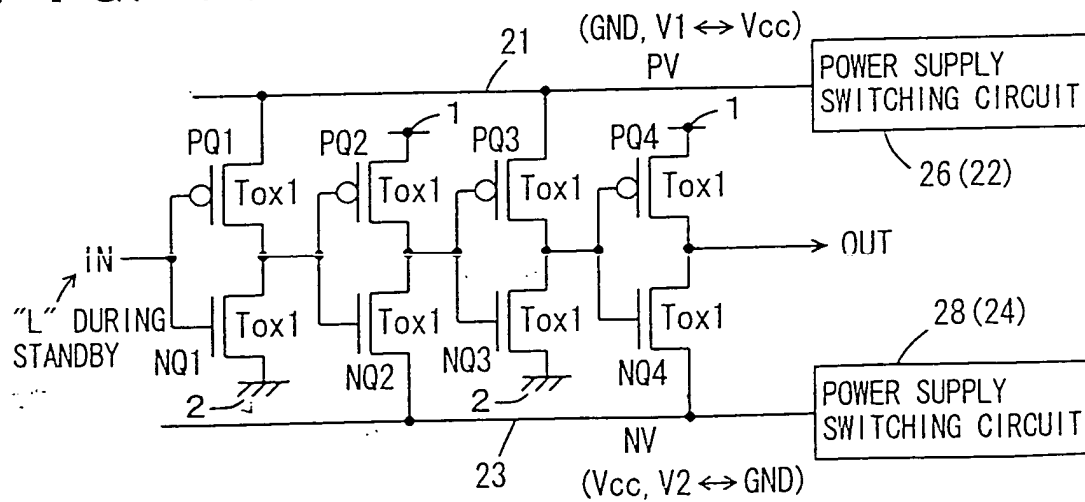 (GND, V1 ↔ Vcc)
21
PV
POWER SUPPLY
SWITCHING CIRCUIT
26 (22)
PQ1
PQ2
1
PQ3
PQ4
1
Tox1
Tox1
Tox1
Tox1
IN
OUT
"L" DURING
STANDBY
Tox1
Tox1
Tox1
Tox1
NQ1
NQ2
NQ3
NQ4
2
2
28 (24)
POWER SUPPLY
SWITCHING CIRCUIT
23
NV
(Vcc, V2 ↔ GND)